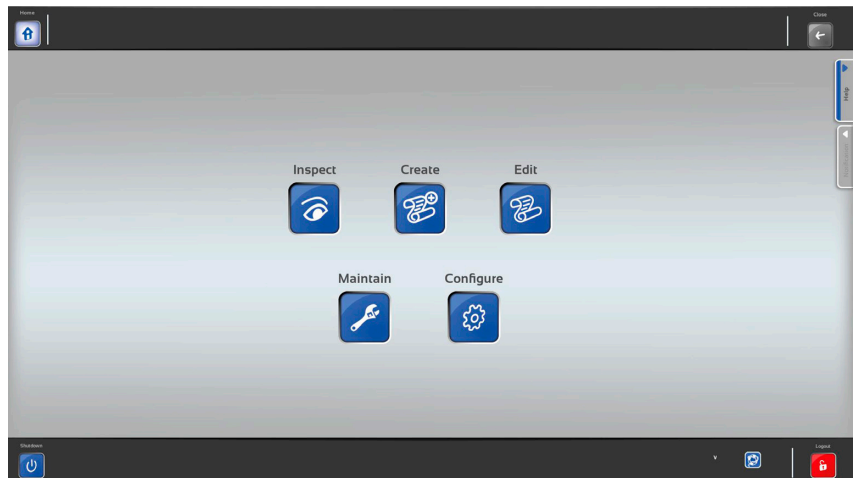 Home
Close
Help
Inspect
Create
Edit
Maintain
Configure
Shutdown
Logout
v